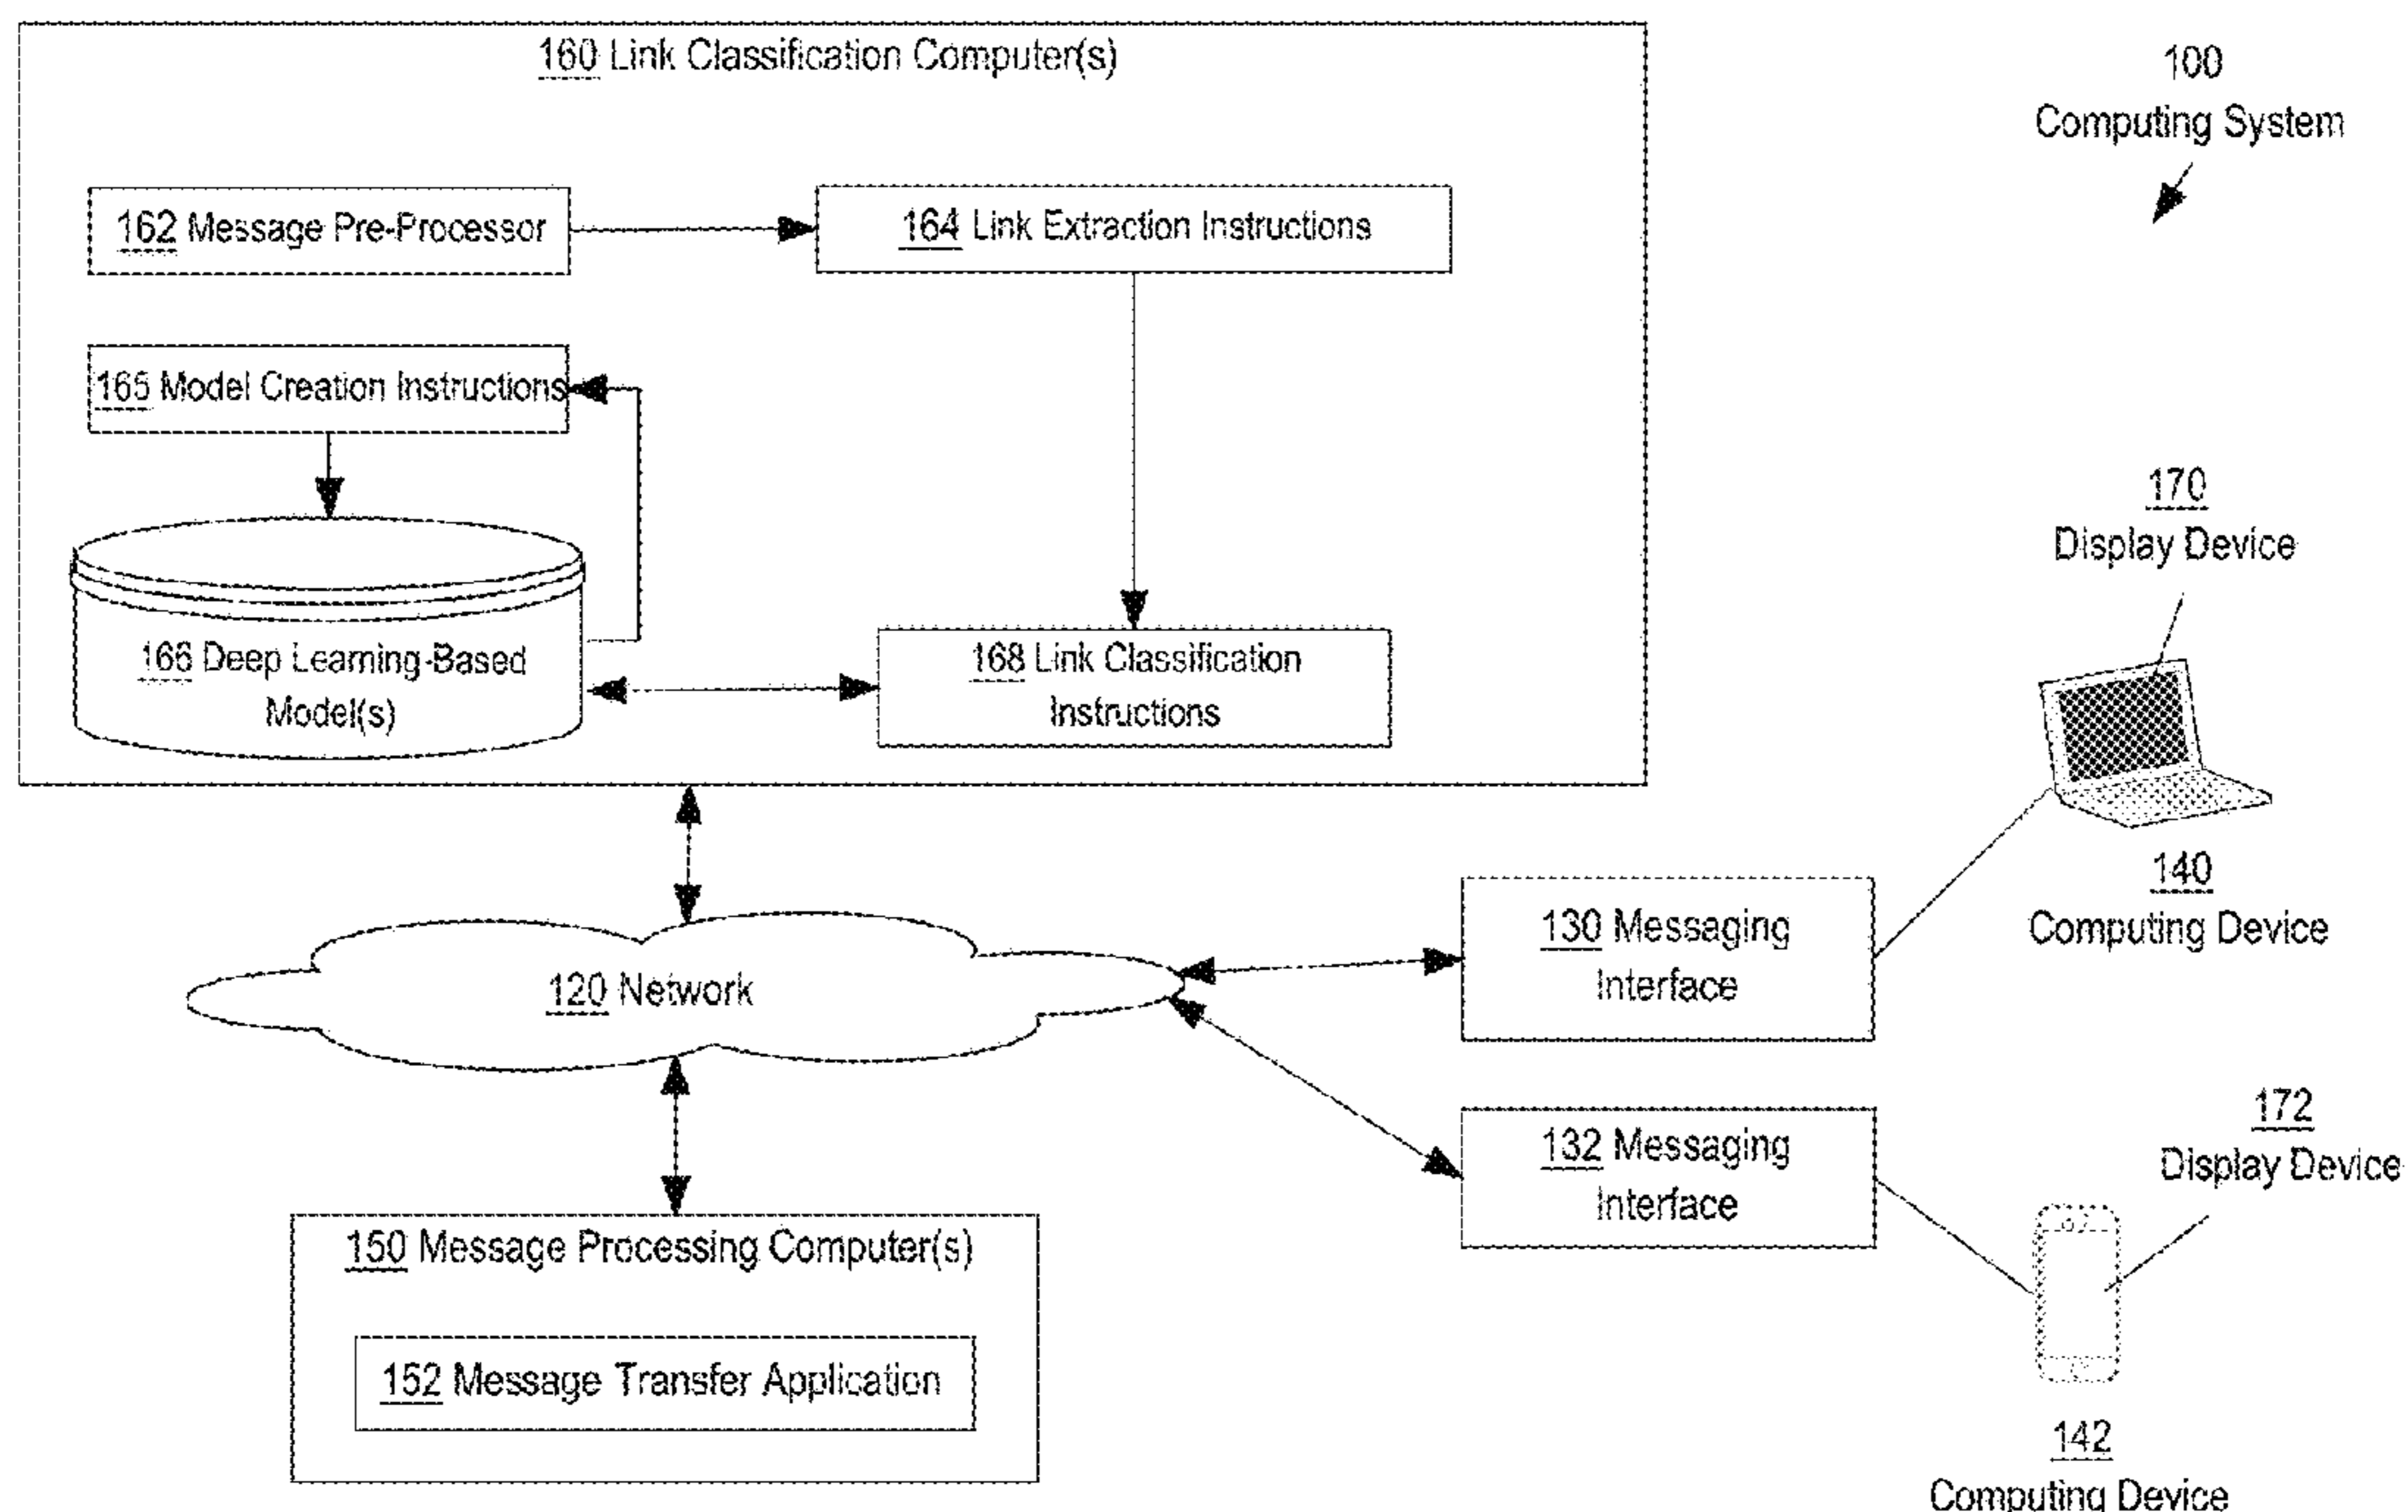 160 Link Classification Computer(s)
100
Computing System
162 Message Pre-Processor
164 Link Extraction Instructions
165 Model Creation Instructions
166 Deep Learning-Based
Model(s)
168 Link Classification
Instructions
170
Display Device
140
Computing Device
120 Network
130 Messaging
Interface
132 Messaging
Interface
172
Display Device
150 Message Processing Computer(s)
152 Message Transfer Application
142
Computing Device